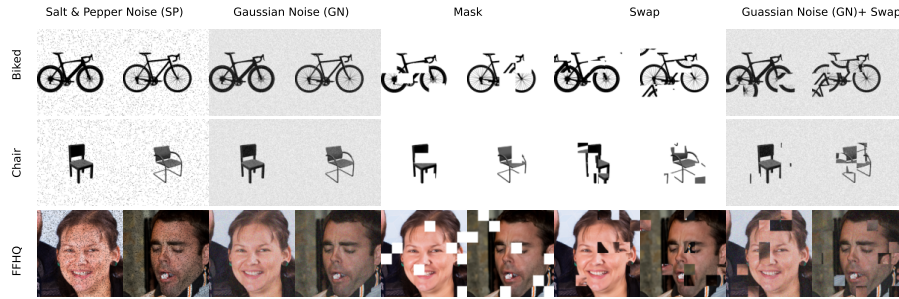 Salt & Pepper Noise (SP) Gaussian Noise (GN) Mask Swap Guassian Noise (GN)+ Swap
Biked
Chair
FFHQ